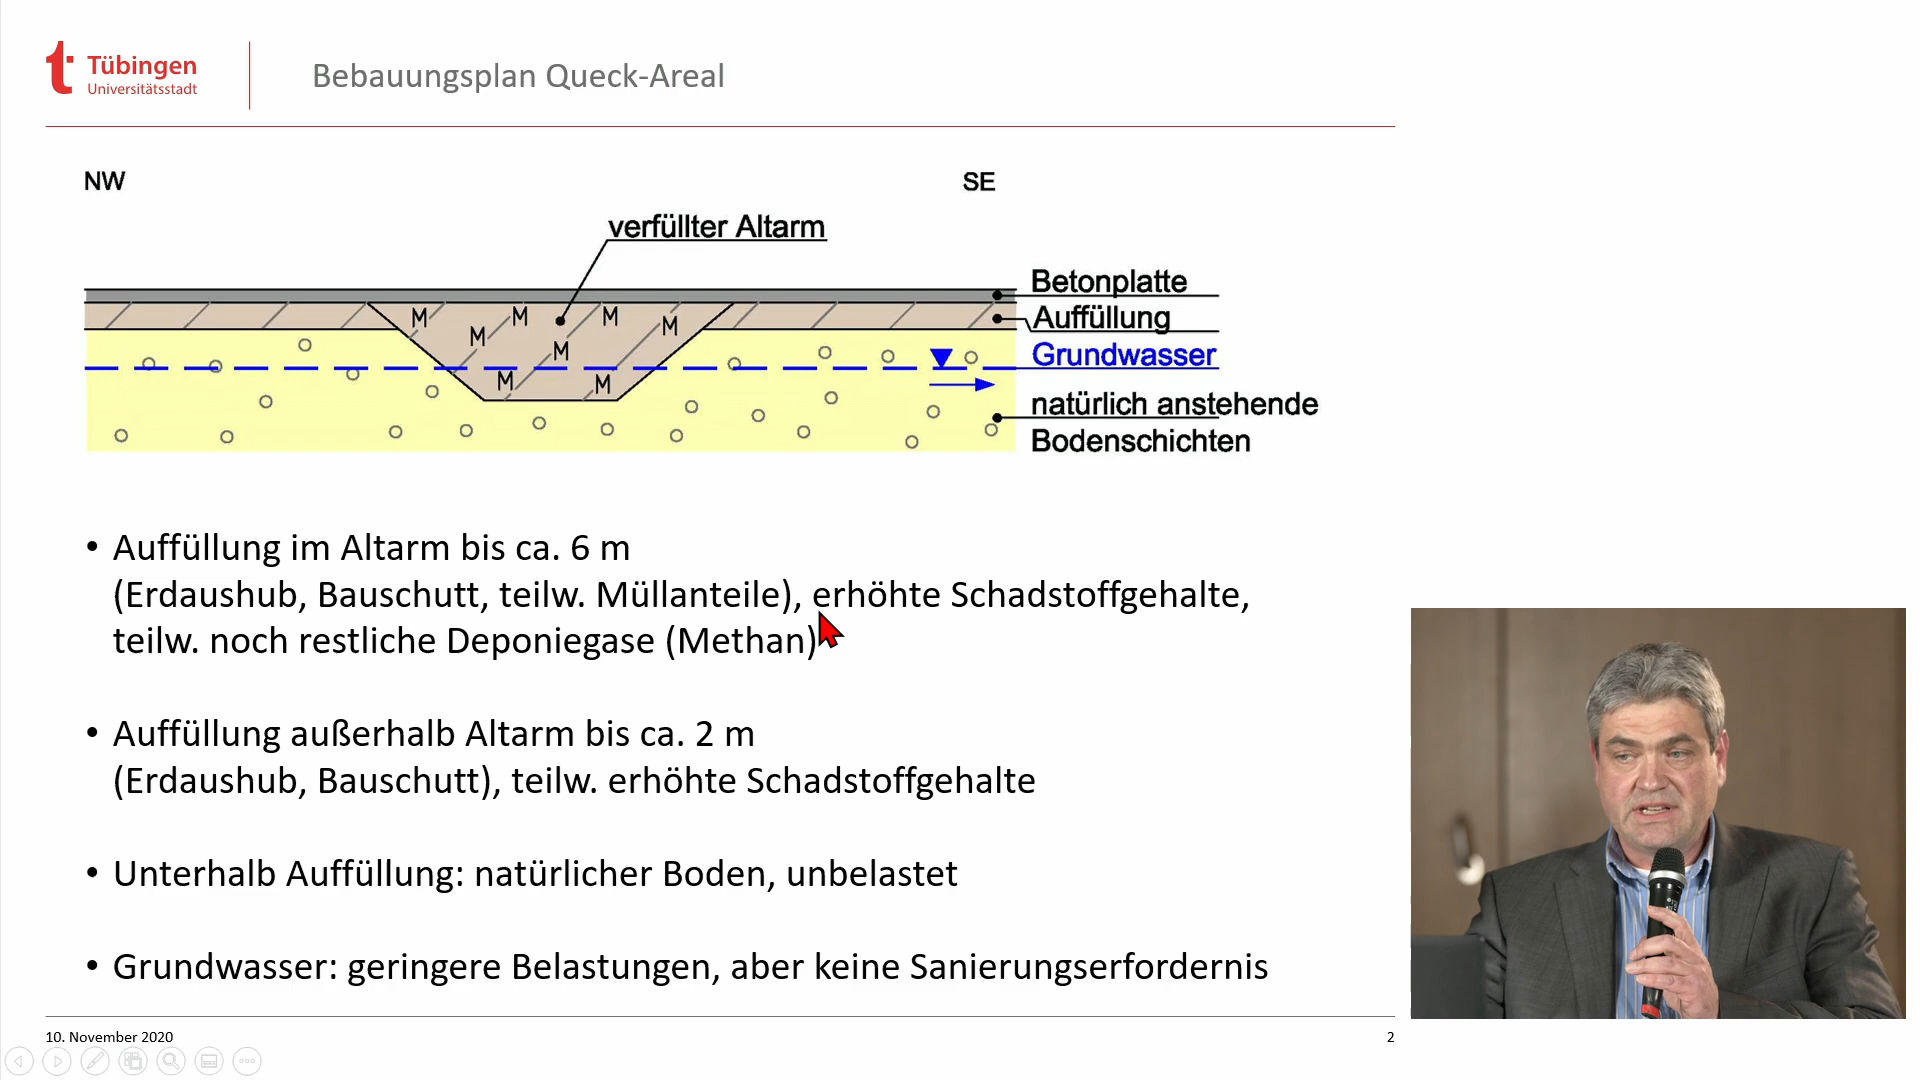 Tübingen
Universitätsstadt
Bebauungsplan Queck-Areal
NW
SE
verfüllter Altarm
Betonplatte
Auffüllung
Grundwasser
natürlich anstehende
Bodenschichten
M
M
M
M
M
M
M
M
• Auffüllung im Altarm bis ca. 6 m
(Erdaushub, Bauschutt, teilw. Müllanteile), erhöhte Schadstoffgehalte,
teilw. noch restliche Deponiegase (Methan)
• Auffüllung außerhalb Altarm bis ca. 2 m
(Erdaushub, Bauschutt), teilw. erhöhte Schadstoffgehalte
• Unterhalb Auffüllung: natürlicher Boden, unbelastet
• Grundwasser: geringere Belastungen, aber keine Sanierungserfordernis
10. November 2020
2